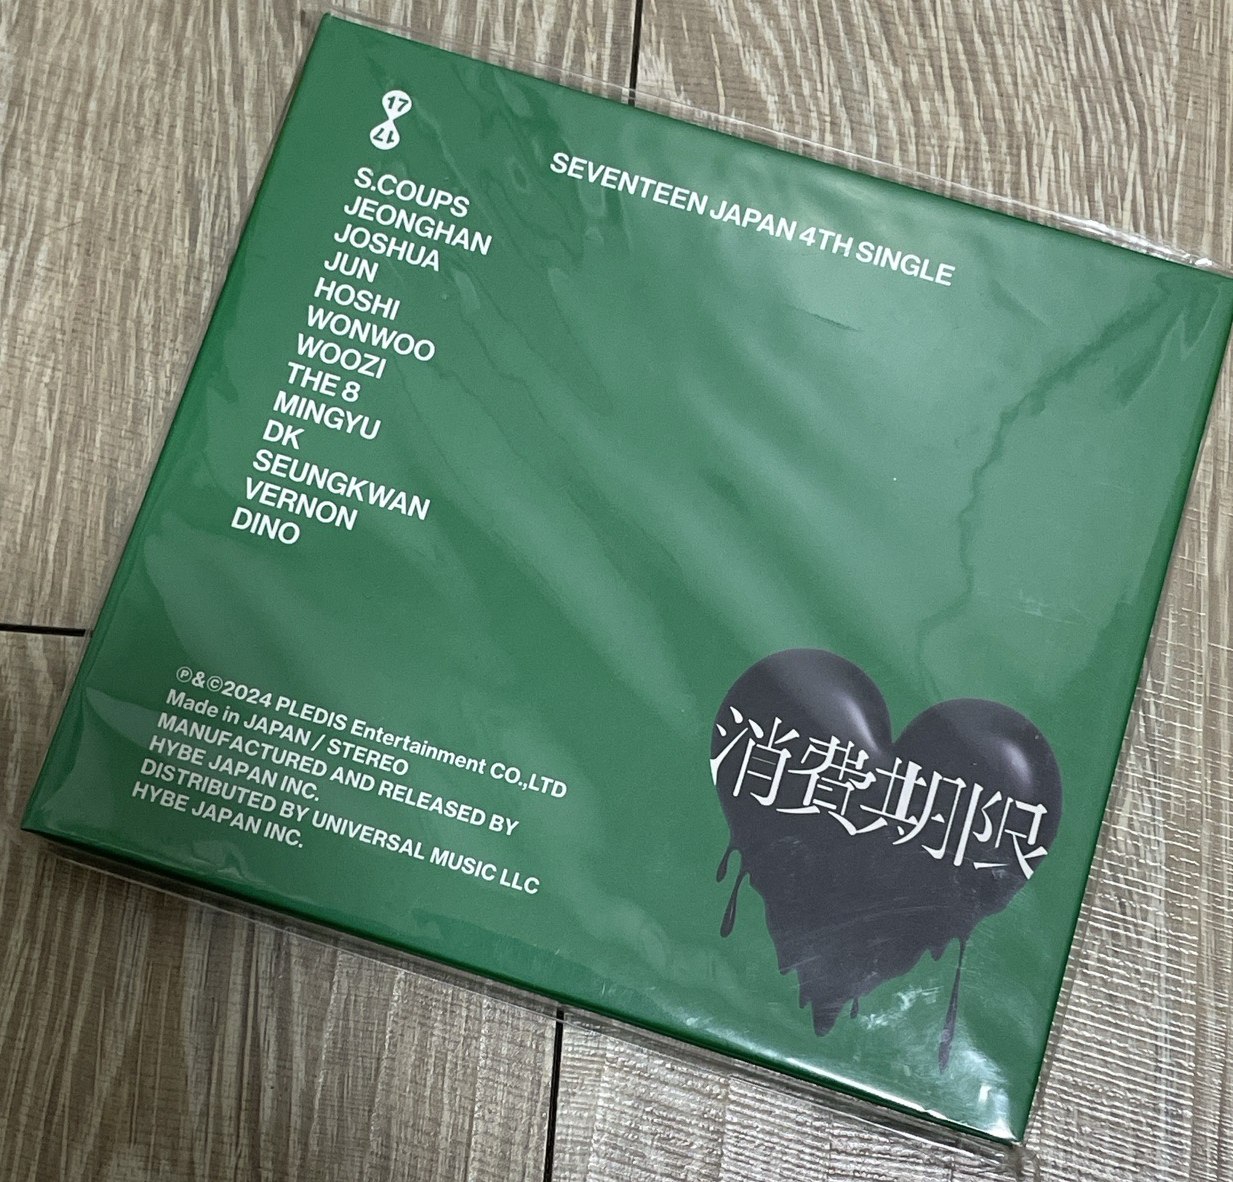 17
17
SEVENTEEN JAPAN 4TH SINGLE
S.COUPS
JEONGHAN
JOSHUA
JUN
HOSHI
WONWOO
WOOZI
THE 8
MINGYU
DK
SEUNGKWAN
VERNON
DINO
℗&©2024 PLEDIS Entertainment CO.,LTD
Made in JAPAN / STEREO
MANUFACTURED AND RELEASED BY
HYBE JAPAN INC.
DISTRIBUTED BY UNIVERSAL MUSIC LLC
HYBE JAPAN INC.
消費期限